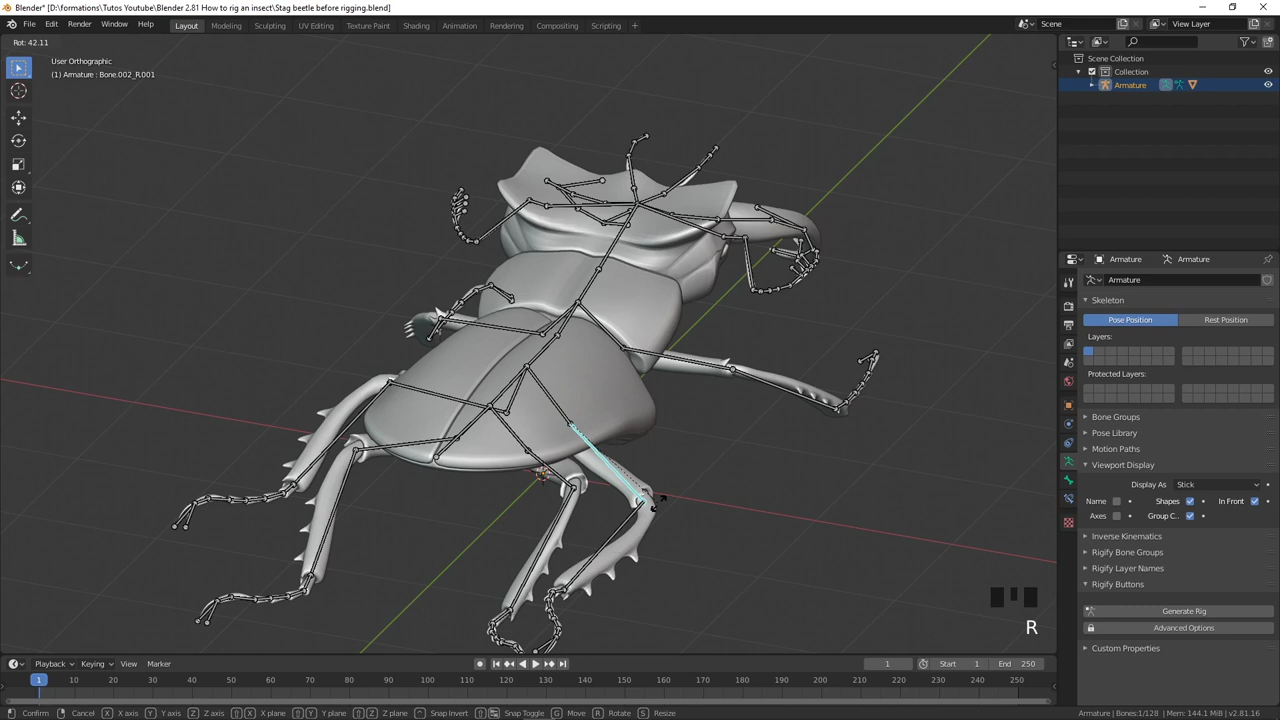 Blender* [D:\formations\Tutos Youtube\Blender 2.81 How to rig an insect\Stag beetle before rigging.blend]
File Edit Render Window Help Layout Modeling Sculpting UV Editing Texture Paint Shading Animation Rendering Compositing Scripting + Scene View Layer
Rot: 42.11
User Orthographic
(1) Armature : Bone.002_R.001
R
Scene Collection
Collection
Armature
Armature Armature
Armature
Skeleton
Pose Position Rest Position
Layers:
Protected Layers:
Bone Groups
Pose Library
Motion Paths
Viewport Display
Display As Stick
Name Shapes In Front
Axes Group C..
Inverse Kinematics
Rigify Bone Groups
Rigify Layer Names
Rigify Buttons
Generate Rig
Advanced Options
Custom Properties
Playback Keying View Marker 1 Start 1 End 250
1 10 20 30 40 50 60 70 80 90 100 110 120 130 140 150 160 170 180 190 200 210 220 230 240 250
Confirm Cancel X X axis Y Y axis Z Z axis X X plane Y Y plane Z Z plane Snap Invert Snap Toggle G Move R Rotate S Resize Armature | Bones:1/128 | Mem: 144.1 MiB | v2.81.16